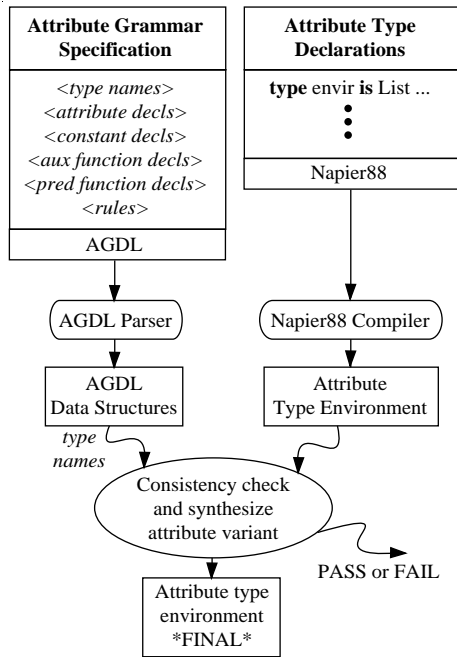 Attribute Grammar
Specification
<type names>
<attribute decls>
<constant decls>
<aux function decls>
<pred function decls>
<rules>
AGDL
Attribute Type
Declarations
type envir is List ...
Napier88
AGDL Parser
Napier88 Compiler
AGDL
Data Structures
Attribute
Type Environment
type
names
Consistency check
and synthesize
attribute variant
PASS or FAIL
Attribute type
environment
*FINAL*